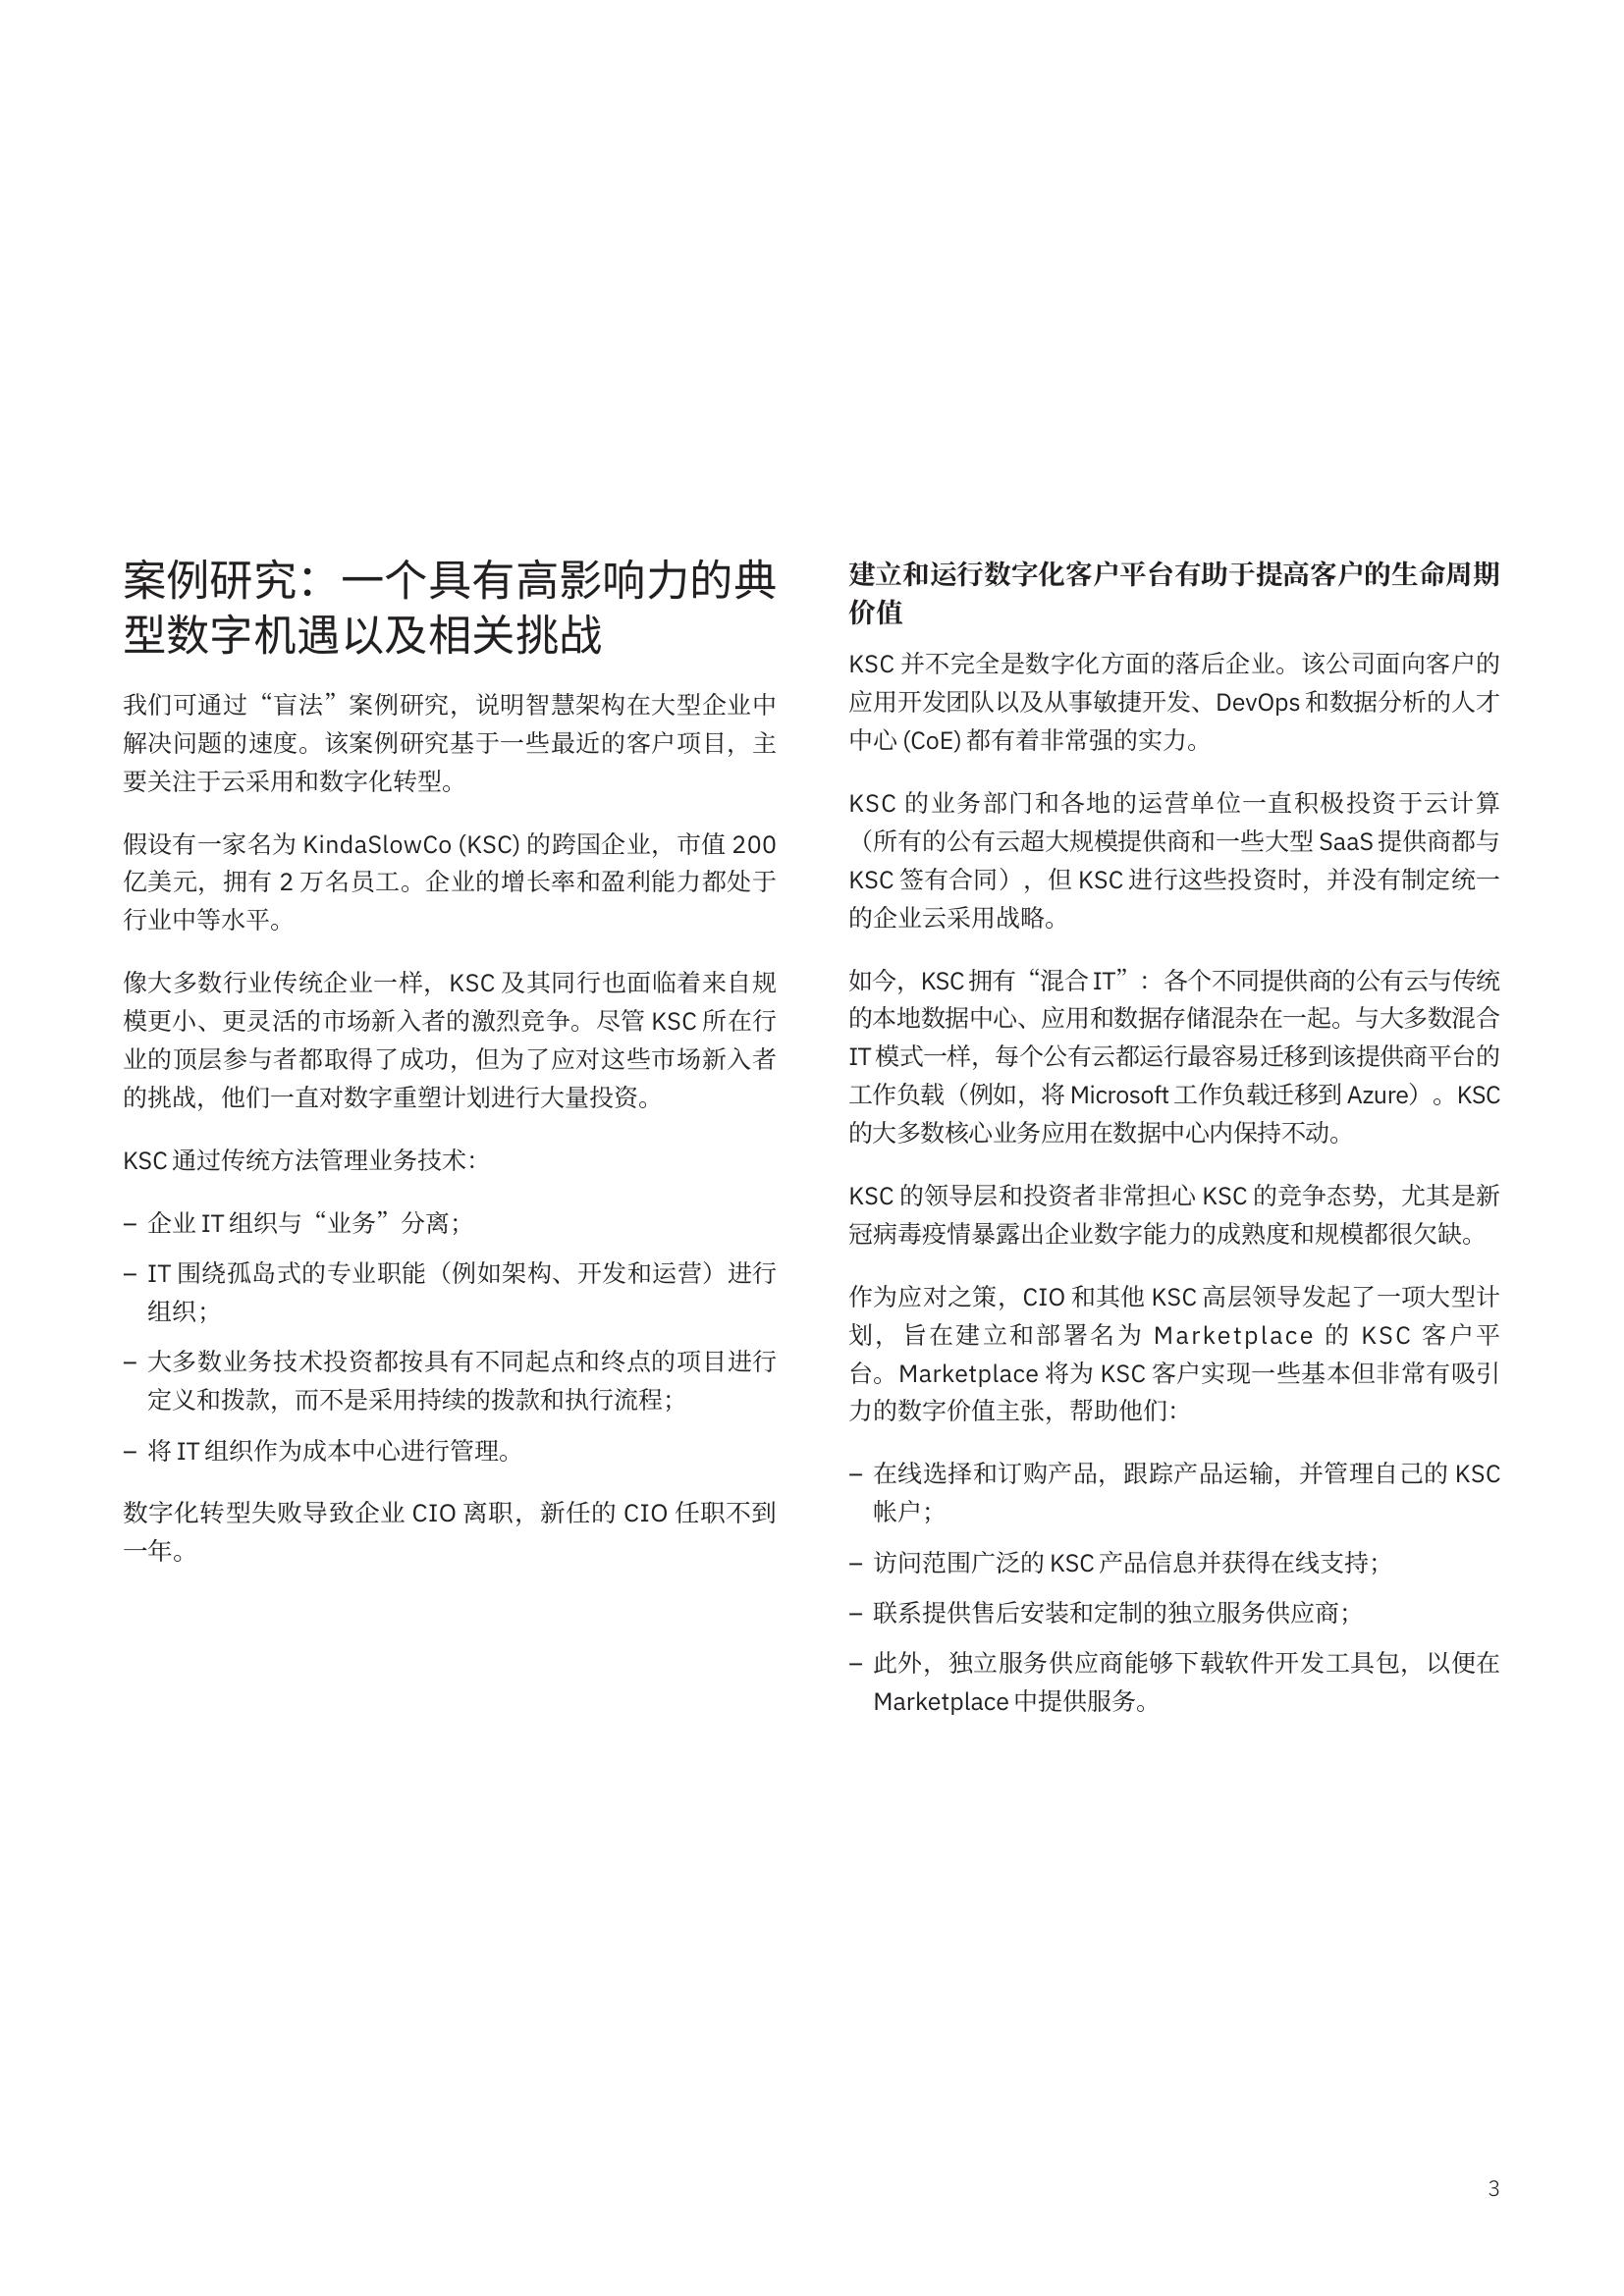 案例研究：一个具有高影响力的典
型数字机遇以及相关挑战
我们可通过“盲法”案例研究，说明智慧架构在大型企业中
解决问题的速度。该案例研究基于一些最近的客户项目，主
要关注于云采用和数字化转型。
假设有一家名为 KindaSlowCo (KSC) 的跨国企业，市值 200
亿美元，拥有 2 万名员工。企业的增长率和盈利能力都处于
行业中等水平。
像大多数行业传统企业一样，KSC 及其同行也面临着来自规
模更小、更灵活的市场新入者的激烈竞争。尽管 KSC 所在行
业的顶层参与者都取得了成功，但为了应对这些市场新入者
的挑战，他们一直对数字重塑计划进行大量投资。
KSC 通过传统方法管理业务技术：
– 企业 IT 组织与“业务”分离；
– IT 围绕孤岛式的专业职能（例如架构、开发和运营）进行
组织；
– 大多数业务技术投资都按具有不同起点和终点的项目进行
定义和拨款，而不是采用持续的拨款和执行流程；
– 将 IT 组织作为成本中心进行管理。
数字化转型失败导致企业 CIO 离职，新任的 CIO 任职不到
一年。
建立和运行数字化客户平台有助于提高客户的生命周期
价值
KSC 并不完全是数字化方面的落后企业。该公司面向客户的
应用开发团队以及从事敏捷开发、DevOps 和数据分析的人才
中心 (CoE) 都有着非常强的实力。
KSC 的业务部门和各地的运营单位一直积极投资于云计算
（所有的公有云超大规模提供商和一些大型 SaaS 提供商都与
KSC 签有合同），但 KSC 进行这些投资时，并没有制定统一
的企业云采用战略。
如今，KSC 拥有“混合 IT”：各个不同提供商的公有云与传统
的本地数据中心、应用和数据存储混杂在一起。与大多数混合
IT 模式一样，每个公有云都运行最容易迁移到该提供商平台的
工作负载（例如，将 Microsoft 工作负载迁移到 Azure）。KSC
的大多数核心业务应用在数据中心内保持不动。
KSC 的领导层和投资者非常担心 KSC 的竞争态势，尤其是新
冠病毒疫情暴露出企业数字能力的成熟度和规模都很欠缺。
作为应对之策，CIO 和其他 KSC 高层领导发起了一项大型计
划，旨在建立和部署名为 Marketplace 的 KSC 客户平
台。Marketplace 将为 KSC 客户实现一些基本但非常有吸引
力的数字价值主张，帮助他们：
– 在线选择和订购产品，跟踪产品运输，并管理自己的 KSC
帐户；
– 访问范围广泛的 KSC 产品信息并获得在线支持；
– 联系提供售后安装和定制的独立服务供应商；
– 此外，独立服务供应商能够下载软件开发工具包，以便在
Marketplace 中提供服务。
3